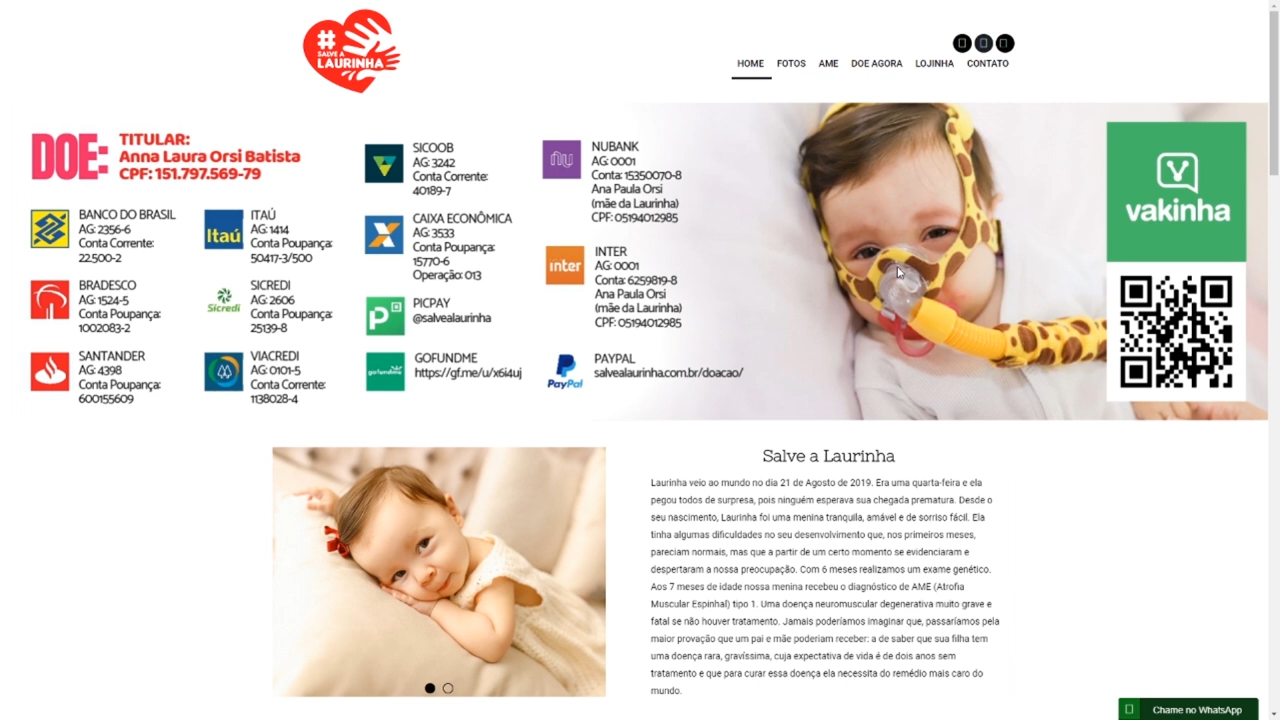 #
SALVE A
LAURINHA
HOME FOTOS AME DOE AGORA LOJINHA CONTATO
DOE:
TITULAR:
Anna Laura Orsi Batista
CPF: 151.797.569-79
BANCO DO BRASIL
AG: 2356-6
Conta Corrente:
22.500-2
BRADESCO
AG: 1524-5
Conta Poupança:
1002083-2
SANTANDER
AG: 4398
Conta Poupança:
600155609
Itaú
ITAÚ
AG: 1414
Conta Poupança:
50417-3/500
Sicredi
SICREDI
AG: 2606
Conta Poupança:
25139-8
VIACREDI
AG: 0101-5
Conta Corrente:
1138028-4
SICOOB
AG: 3242
Conta Corrente:
40189-7
CAIXA ECONÔMICA
AG: 3533
Conta Poupança:
15770-6
Operação: 013
PICPAY
@salvealaurinha
gofundme
GOFUNDME
https://gf.me/u/x6i4uj
nu
NUBANK
AG: 0001
Conta: 15350070-8
Ana Paula Orsi
(mãe da Laurinha)
CPF: 05194012985
inter
INTER
AG: 0001
Conta: 6259819-8
Ana Paula Orsi
(mãe da Laurinha)
CPF: 05194012985
PayPal
PAYPAL
salvealaurinha.com.br/doacao/
vakinha
Salve a Laurinha
Laurinha veio ao mundo no dia 21 de Agosto de 2019. Era uma quarta-feira e ela
pegou todos de surpresa, pois ninguém esperava sua chegada prematura. Desde o
seu nascimento, Laurinha foi uma menina tranquila, amável e de sorriso fácil. Ela
tinha algumas dificuldades no seu desenvolvimento que, nos primeiros meses,
pareciam normais, mas que a partir de um certo momento se evidenciaram e
despertaram a nossa preocupação. Com 6 meses realizamos um exame genético.
Aos 7 meses de idade nossa menina recebeu o diagnóstico de AME (Atrofia
Muscular Espinhal) tipo 1. Uma doença neuromuscular degenerativa muito grave e
fatal se não houver tratamento. Jamais poderíamos imaginar que, passaríamos pela
maior provação que um pai e mãe poderiam receber: a de saber que sua filha tem
uma doença rara, gravíssima, cuja expectativa de vida é de dois anos sem
tratamento e que para curar essa doença ela necessita do remédio mais caro do
mundo.
Chame no WhatsApp